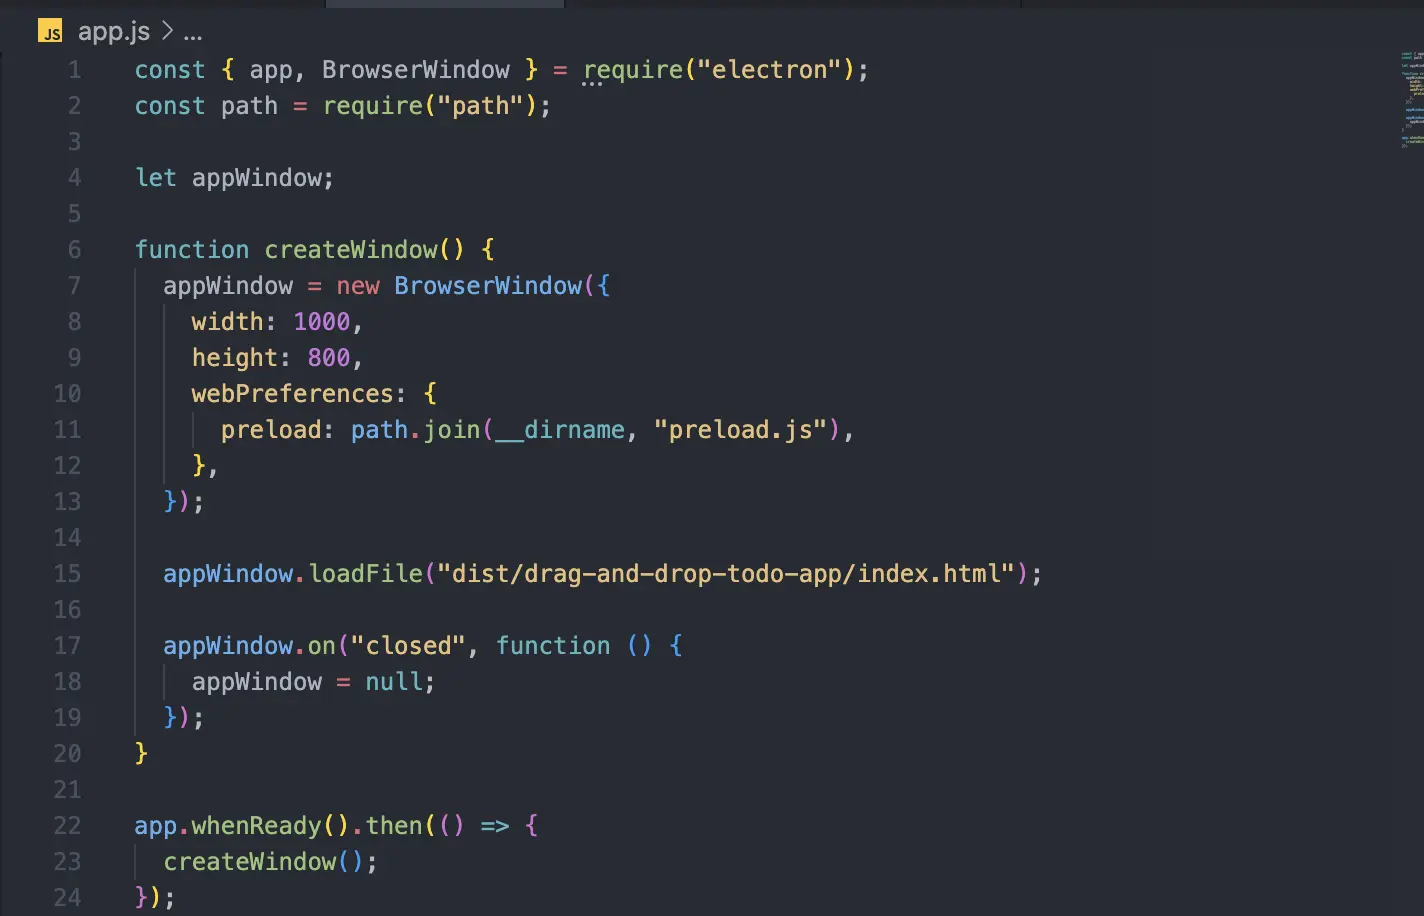 JS app.js > ...
1 const { app, BrowserWindow } = require("electron");
2 const path = require("path");
3
4 let appWindow;
5
6 function createWindow() {
7   appWindow = new BrowserWindow({
8     width: 1000,
9     height: 800,
10     webPreferences: {
11       preload: path.join(__dirname, "preload.js"),
12     },
13   });
14
15   appWindow.loadFile("dist/drag-and-drop-todo-app/index.html");
16
17   appWindow.on("closed", function () {
18     appWindow = null;
19   });
20 }
21
22 app.whenReady().then(() => {
23   createWindow();
24 });